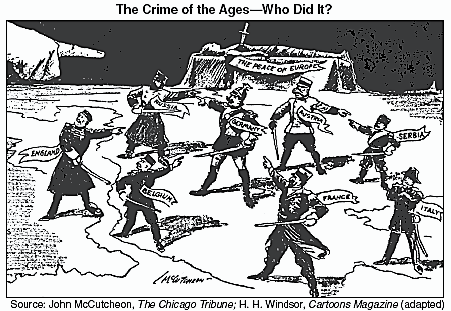 The Crime of the Ages—Who Did It?
THE PEACE OF EUROPE
RUSSIA
GERMANY
AUSTRIA
ENGLAND
SERBIA
BELGIUM
FRANCE
ITALY
McCutcheon
Source: John McCutcheon, The Chicago Tribune; H. H. Windsor, Cartoons Magazine (adapted)